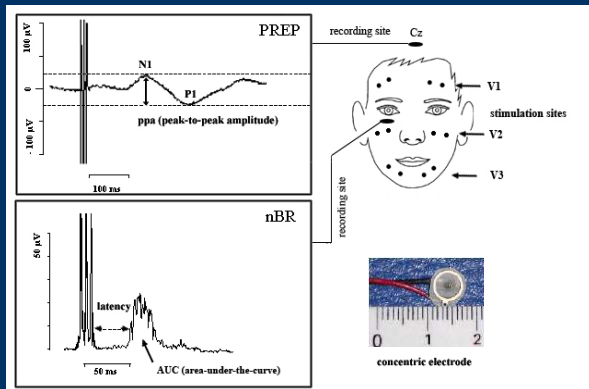 PREP
100 µV
0
- 100 µV
N1
P1
ppa (peak-to-peak amplitude)
100 ms
recording site
Cz
V1
stimulation sites
V2
V3
recording site
nBR
50 µV
latency
50 ms
AUC (area-under-the-curve)
0 1 2
concentric electrode